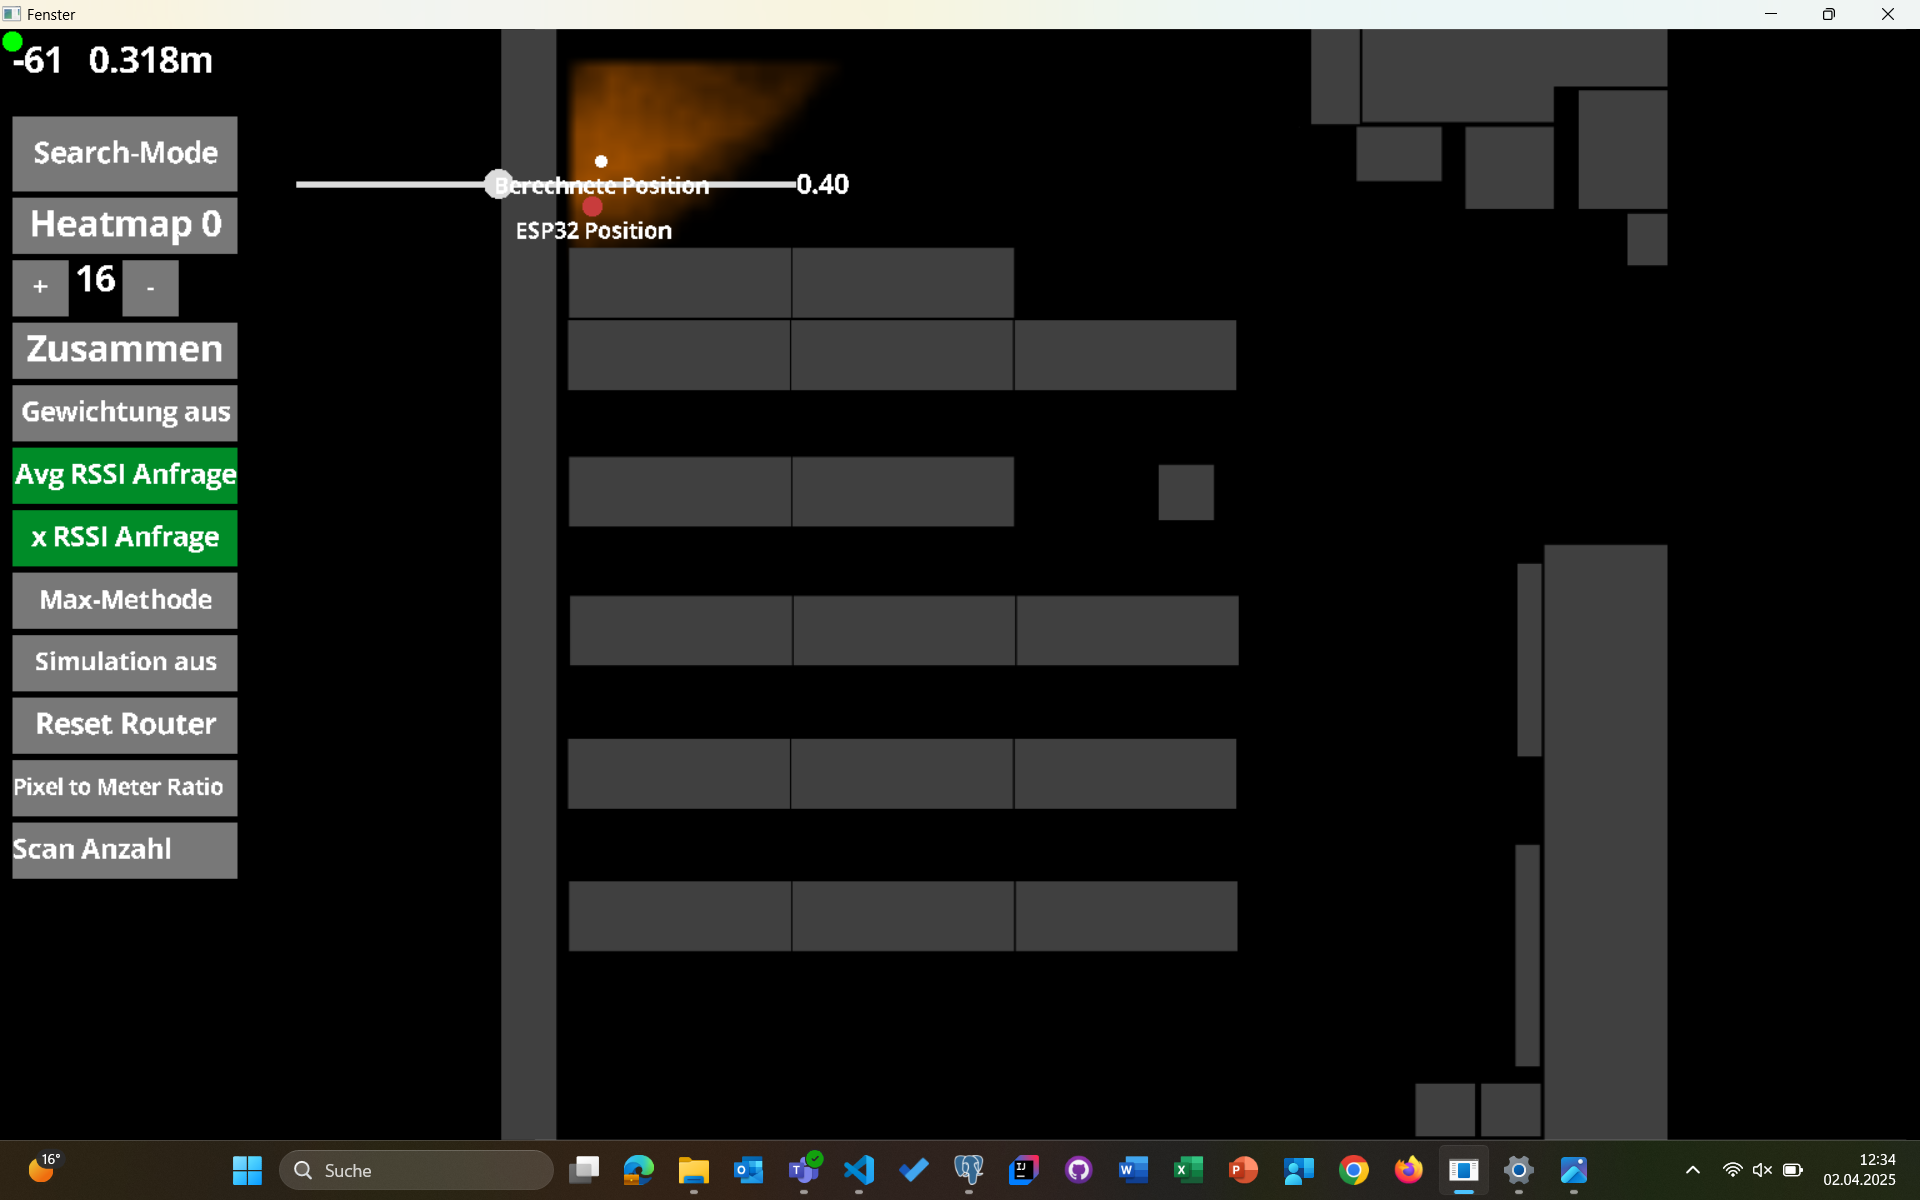 Fenster
-61 0.318m
Search-Mode
Heatmap 0
+ 16 -
Zusammen
Gewichtung aus
Avg RSSI Anfrage
x RSSI Anfrage
Max-Methode
Simulation aus
Reset Router
Pixel to Meter Ratio
Scan Anzahl
Berechnete Position
0.40
ESP32 Position
16°
Suche
12:34
02.04.2025